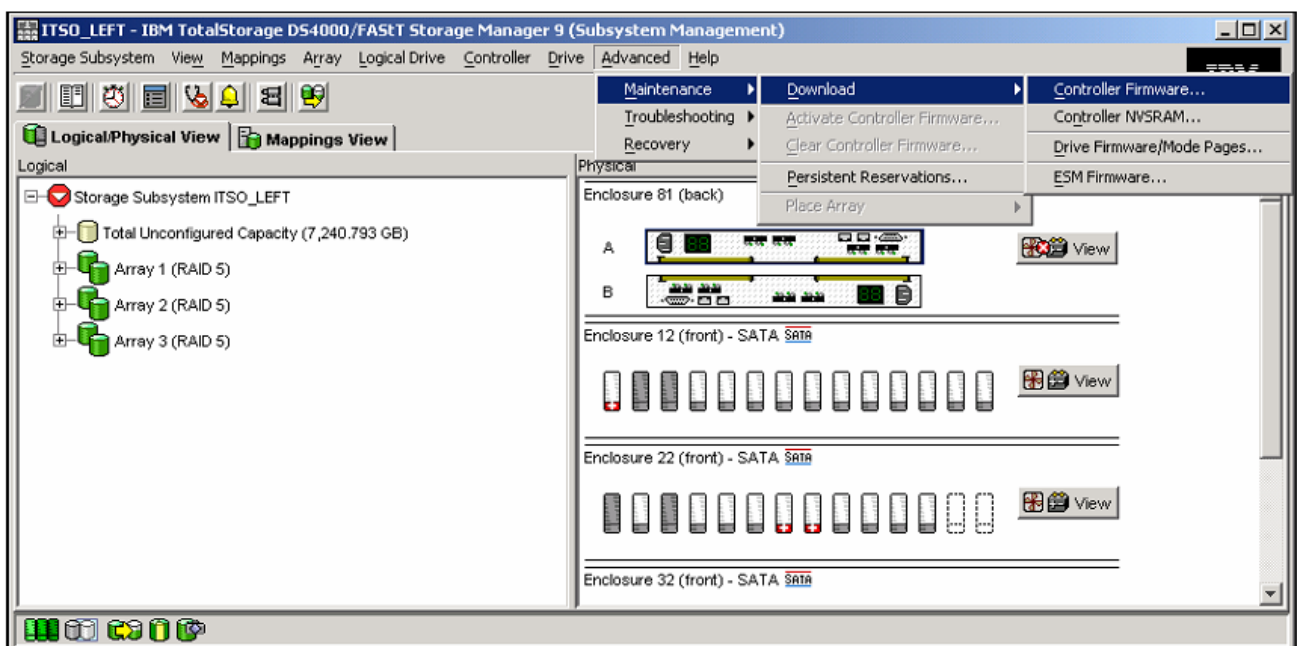 ITSO_LEFT - IBM TotalStorage DS4000/FAStT Storage Manager 9 (Subsystem Management)
Storage Subsystem View Mappings Array Logical Drive Controller Drive Advanced Help
Maintenance Download Controller Firmware...
Troubleshooting Activate Controller Firmware... Controller NVSRAM...
Recovery Clear Controller Firmware... Drive Firmware/Mode Pages...
Persistent Reservations... ESM Firmware...
Place Array
Logical/Physical View Mappings View
Logical
Storage Subsystem ITSO_LEFT
Total Unconfigured Capacity (7,240.793 GB)
Array 1 (RAID 5)
Array 2 (RAID 5)
Array 3 (RAID 5)
Physical
Enclosure 81 (back)
A View
B
Enclosure 12 (front) - SATA SATA
View
Enclosure 22 (front) - SATA SATA
View
Enclosure 32 (front) - SATA SATA